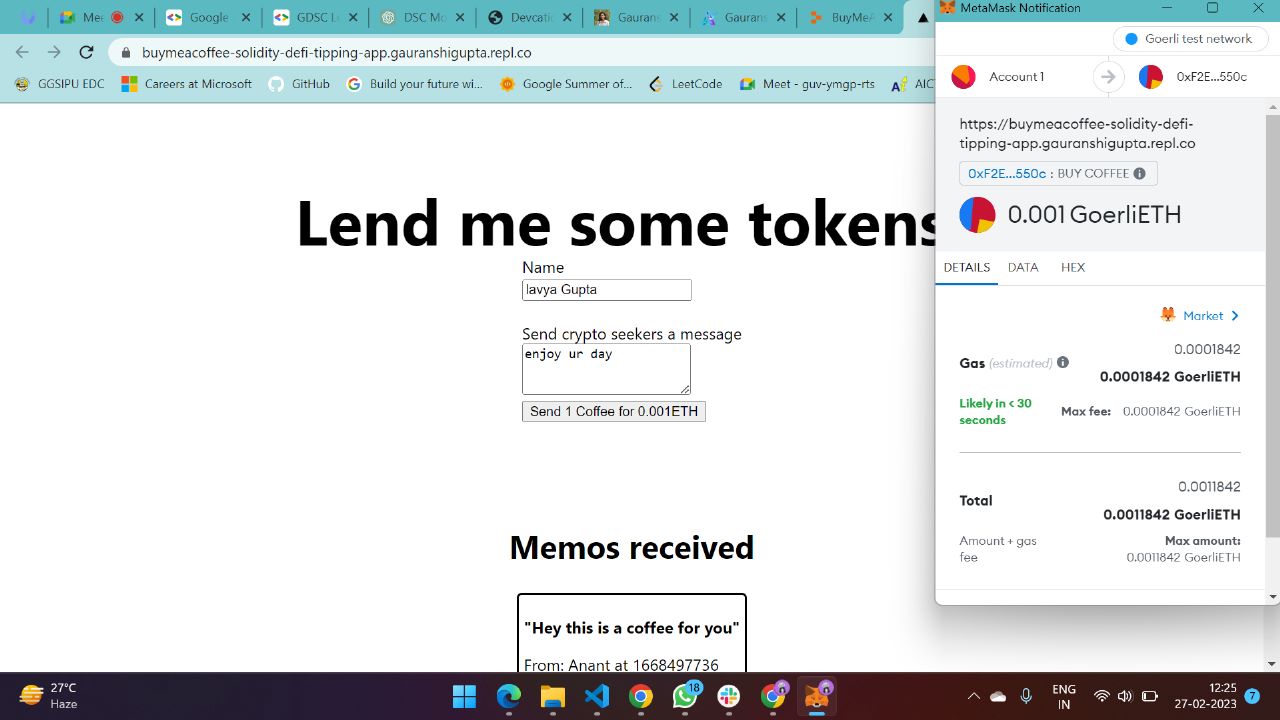 Mee
Google
GDSC Le
DSC Mo
Devcatio
Gaurans
Gaurans
BuyMeA
MetaMask Notification
buymeacoffee-solidity-defi-tipping-app.gauranshigupta.repl.co
GGSIPU EDC
Careers at Microsoft
GitHub
Build your future wi...
Google Summer of...
LeetCode
Meet - guv-ymgp-rts
AIC
Goerli test network
Account 1
0xF2E...550c
https://buymeacoffee-solidity-defi-
tipping-app.gauranshigupta.repl.co
0xF2E...550c : BUY COFFEE
0.001 GoerliETH
DETAILS DATA HEX
Market
Gas (estimated)
0.0001842
0.0001842 GoerliETH
Likely in < 30
seconds
Max fee: 0.0001842 GoerliETH
Total
0.0011842
0.0011842 GoerliETH
Amount + gas
fee
Max amount:
0.0011842 GoerliETH
Lend me some tokens
Name
lavya Gupta
Send crypto seekers a message
enjoy ur day
Send 1 Coffee for 0.001ETH
Memos received
"Hey this is a coffee for you"
From: Anant at 1668497736
27°C
Haze
18
ENG
IN
12:25
27-02-2023
7